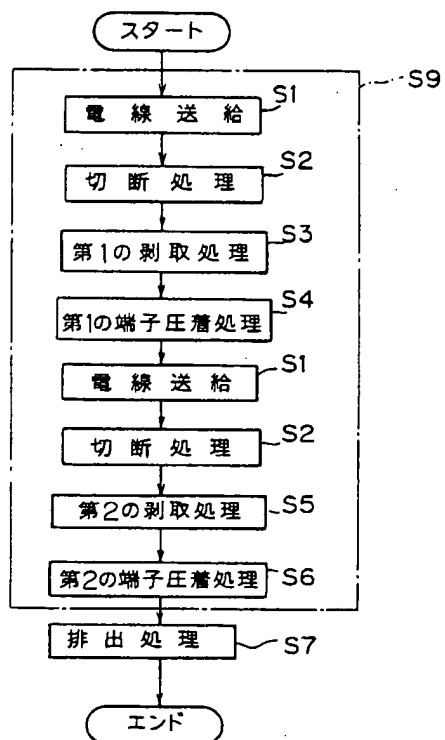 スタート
S9
電線送給 S1
切断処理 S2
第1の剥取処理 S3
第1の端子圧着処理 S4
電線送給 S1
切断処理 S2
第2の剥取処理 S5
第2の端子圧着処理 S6
排出処理 S7
エンド